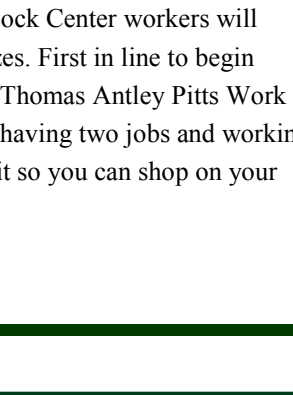 ock Center workers will
es. First in line to begin
Thomas Antley Pitts Work
having two jobs and workin
it so you can shop on your